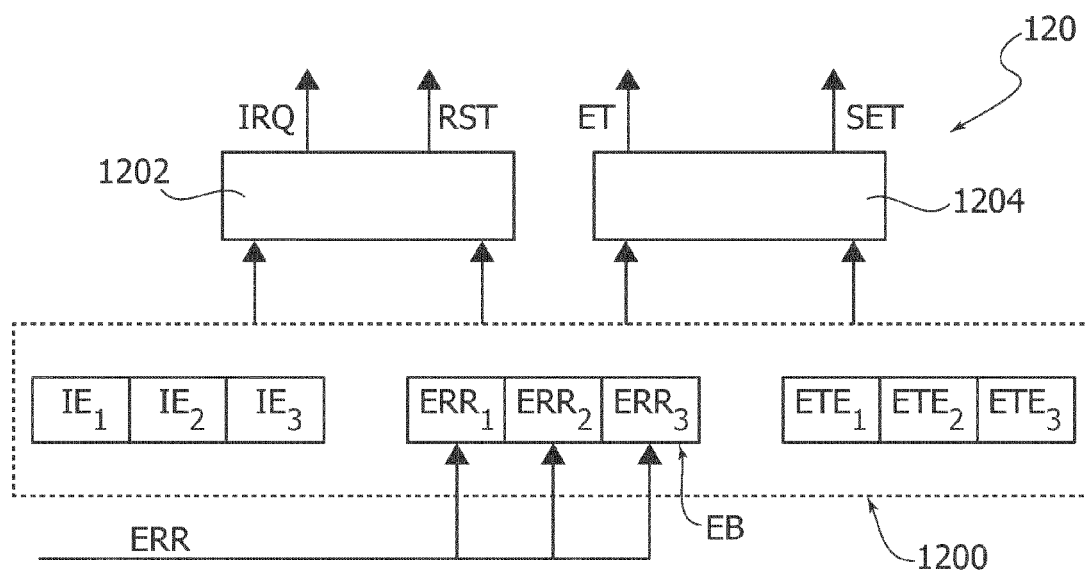 120
IRQ RST ET SET
1202
1204
IE1 IE2 IE3 ERR1 ERR2 ERR3 ETE1 ETE2 ETE3
ERR EB
1200